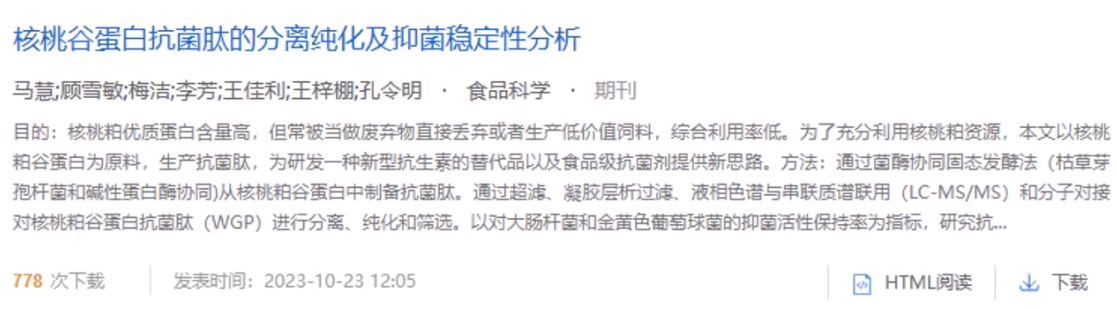 核桃谷蛋白抗菌肽的分离纯化及抑菌稳定性分析
马慧;顾雪敏;梅洁;李芳;王佳利;王梓棚;孔令明 · 食品科学 · 期刊
目的：核桃粕优质蛋白含量高，但常被当做废弃物直接丢弃或者生产低价值饲料，综合利用率低。为了充分利用核桃粕资源，本文以核桃
粕谷蛋白为原料，生产抗菌肽，为研发一种新型抗生素的替代品以及食品级抗菌剂提供新思路。方法：通过菌酶协同固态发酵法（枯草芽
孢杆菌和碱性蛋白酶协同)从核桃粕谷蛋白中制备抗菌肽。通过超滤、凝胶层析过滤、液相色谱与串联质谱联用（LC-MS/MS）和分子对接
对核桃粕谷蛋白抗菌肽（WGP）进行分离、纯化和筛选。以对大肠杆菌和金黄色葡萄球菌的抑菌活性保持率为指标，研究抗...
778 次下载 发表时间：2023-10-23 12:05 HTML阅读 下载